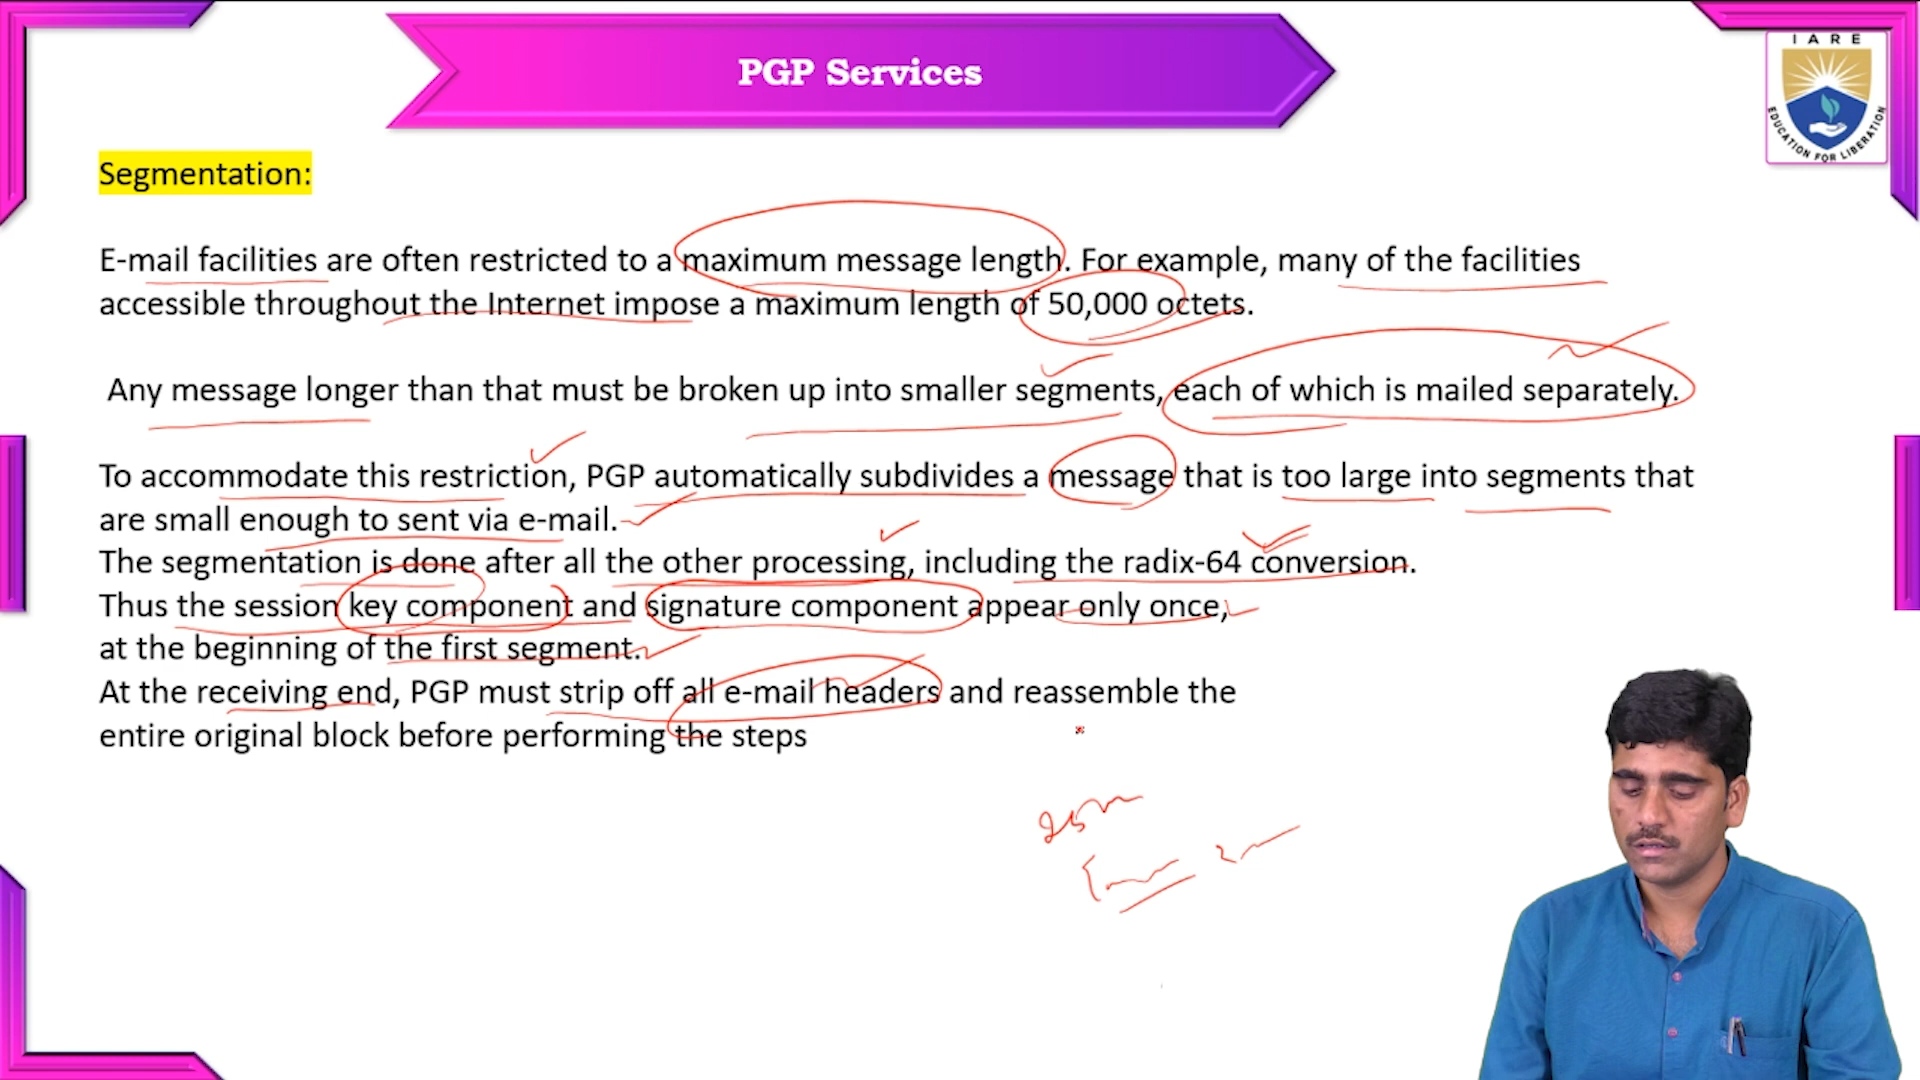 PGP Services
IARE
EDUCATION FOR LIBERATION
Segmentation:
E-mail facilities are often restricted to a maximum message length. For example, many of the facilities
accessible throughout the Internet impose a maximum length of 50,000 octets.
Any message longer than that must be broken up into smaller segments, each of which is mailed separately.
To accommodate this restriction, PGP automatically subdivides a message that is too large into segments that
are small enough to sent via e-mail.
The segmentation is done after all the other processing, including the radix-64 conversion.
Thus the session key component and signature component appear only once,
at the beginning of the first segment.
At the receiving end, PGP must strip off all e-mail headers and reassemble the
entire original block before performing the steps